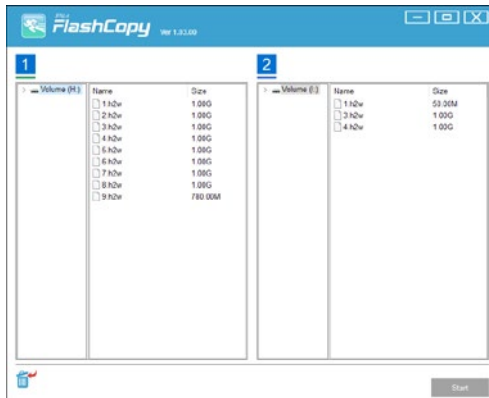 FlashCopy Ver 1.03.00
1
2
Volume (H:)
Name Size
1.h2w 1.00G
2.h2w 1.00G
3.h2w 1.00G
4.h2w 1.00G
5.h2w 1.00G
6.h2w 1.00G
7.h2w 1.00G
8.h2w 1.00G
9.h2w 780.00M
Volume (I:)
Name Size
1.h2w 53.00M
3.h2w 1.00G
4.h2w 1.00G
Start